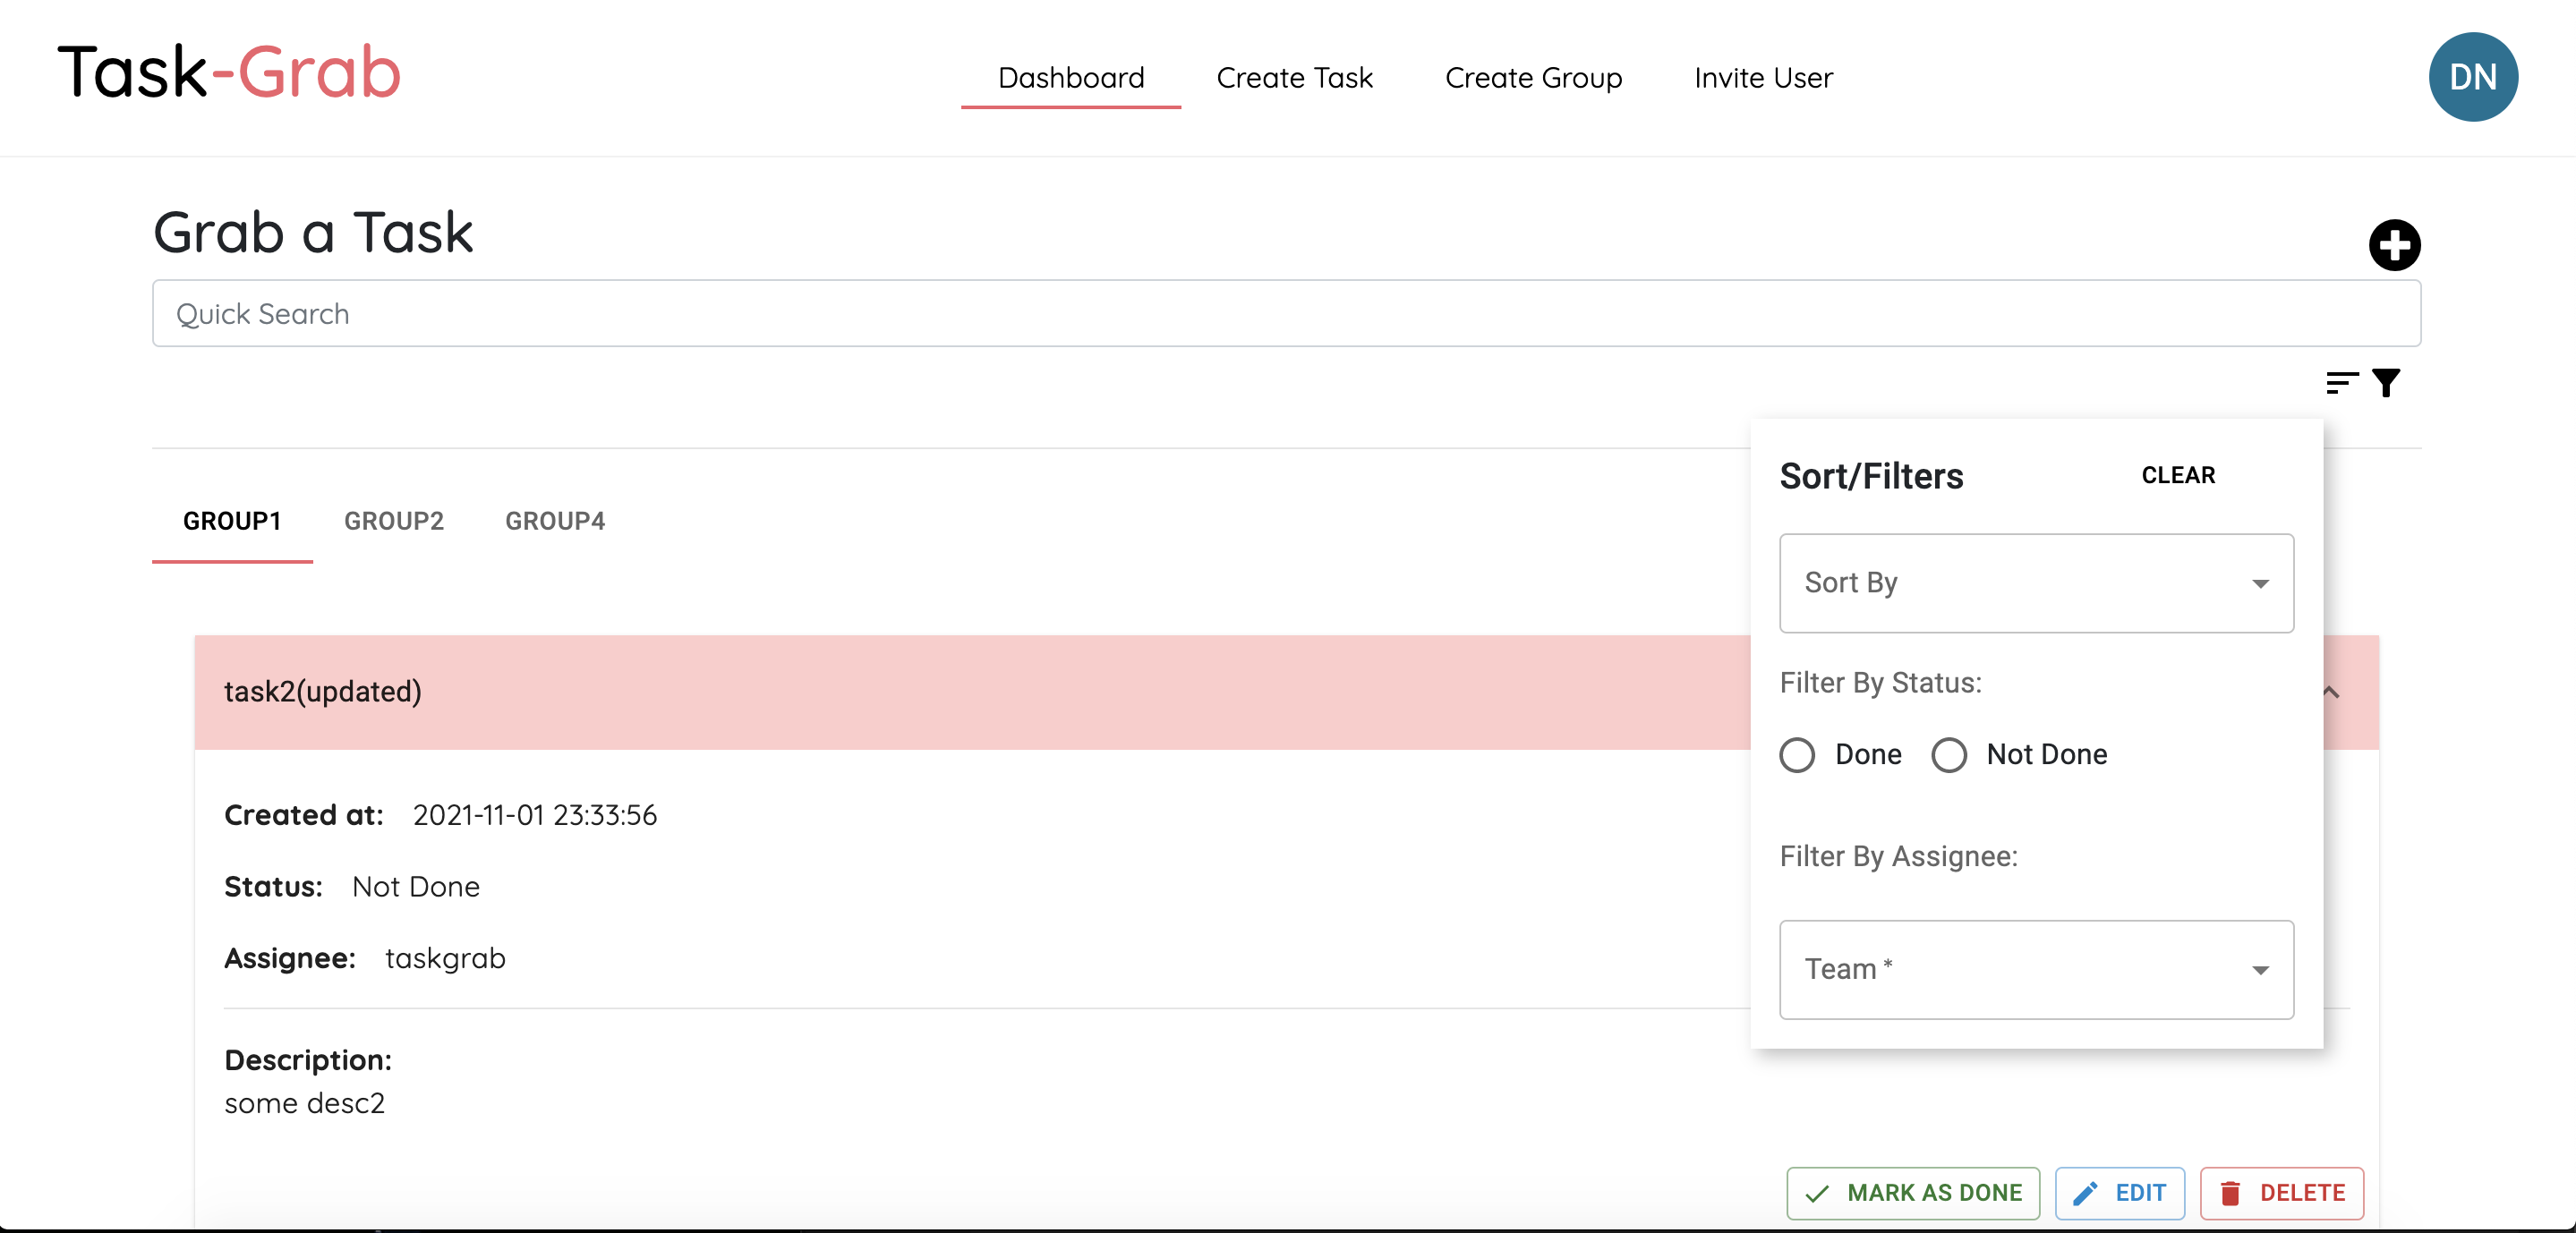 Task-Grab
Dashboard
Create Task
Create Group
Invite User
DN
Grab a Task
Quick Search
Sort/Filters
CLEAR
GROUP1
GROUP2
GROUP4
Sort By
Filter By Status:
task2(updated)
Done
Not Done
Created at: 2021-11-01 23:33:56
Filter By Assignee:
Status: Not Done
Assignee: taskgrab
Team *
Description:
some desc2
MARK AS DONE
EDIT
DELETE